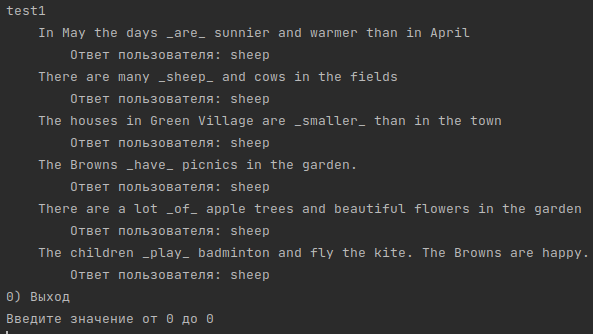 test1
In May the days _are_ sunnier and warmer than in April
Ответ пользователя: sheep
There are many _sheep_ and cows in the fields
Ответ пользователя: sheep
The houses in Green Village are _smaller_ than in the town
Ответ пользователя: sheep
The Browns _have_ picnics in the garden.
Ответ пользователя: sheep
There are a lot _of_ apple trees and beautiful flowers in the garden
Ответ пользователя: sheep
The children _play_ badminton and fly the kite. The Browns are happy.
Ответ пользователя: sheep
0) Выход
Введите значение от 0 до 0